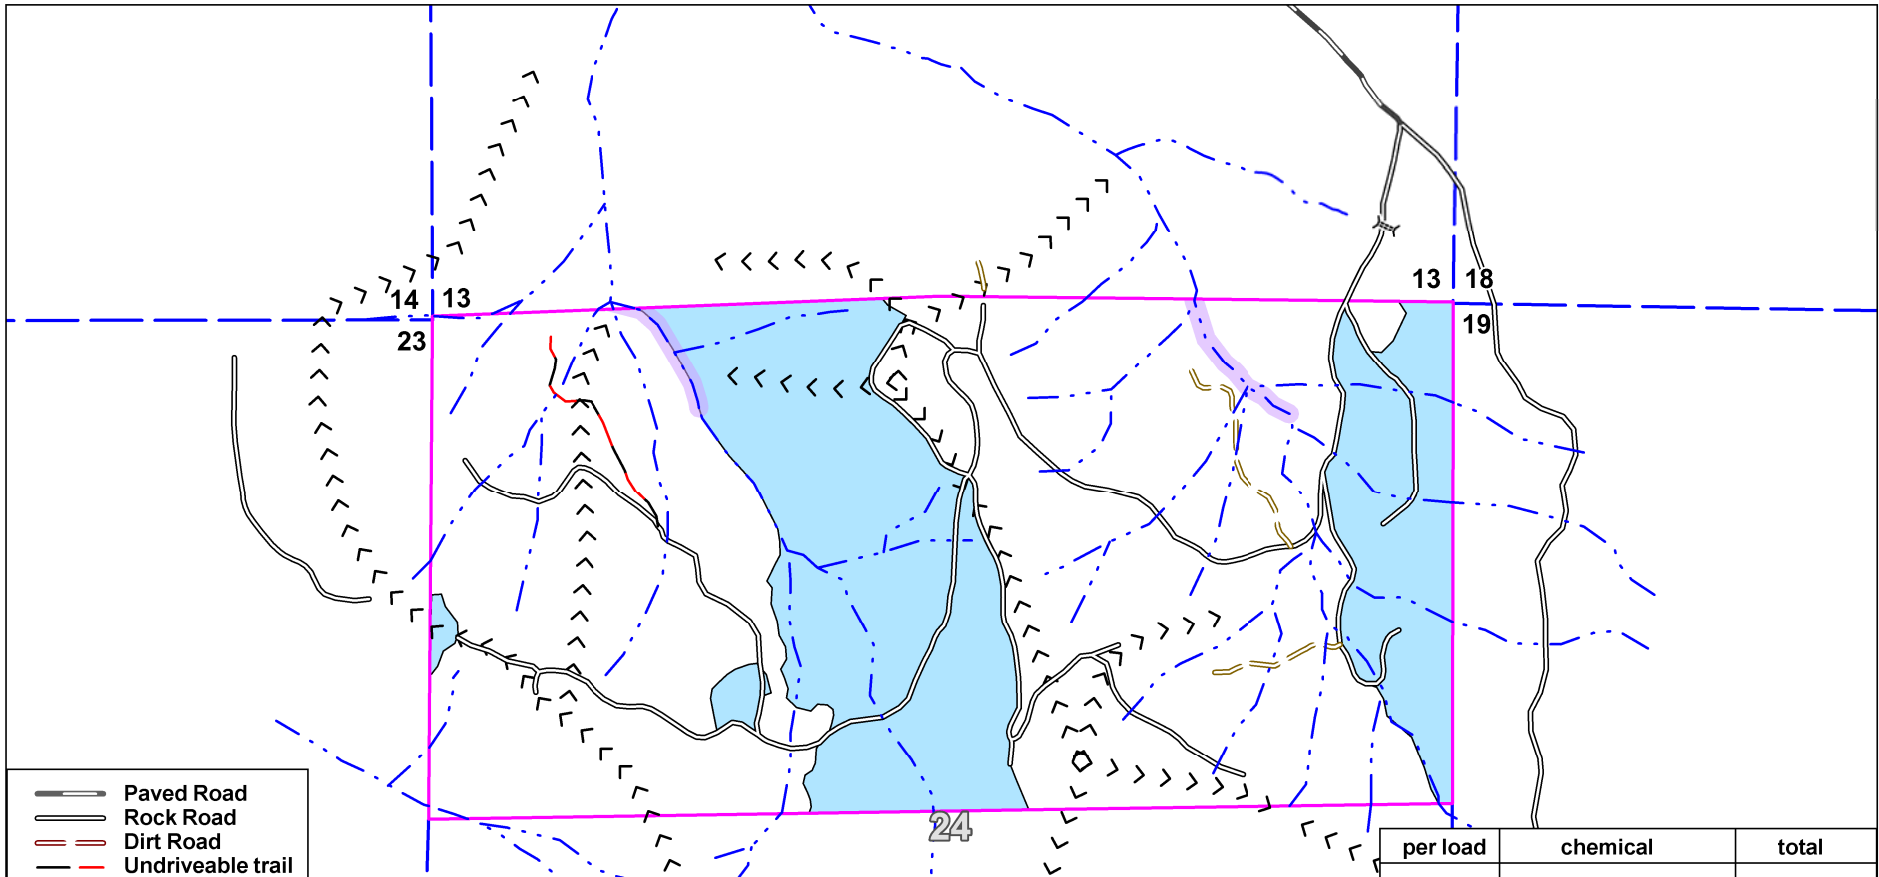 13 18
14 13
19
23
Paved Road
Rock Road
Dirt Road
Undriveable trail
24
per load chemical total